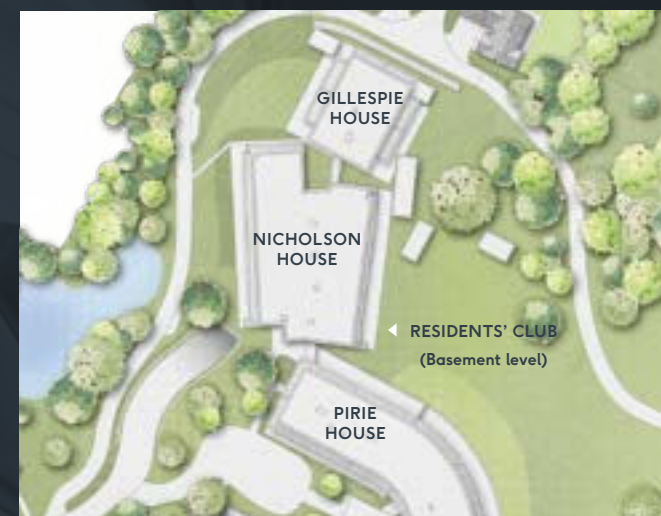 GILLESPIE
HOUSE
NICHOLSON
HOUSE
RESIDENTS’ CLUB
(Basement level)
PIRIE
HOUSE